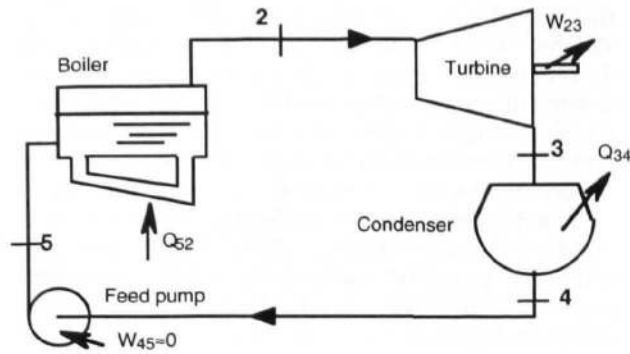 2
W23
Boiler
Turbine
3
Q34
Condenser
5
Q52
4
Feed pump
W45=0